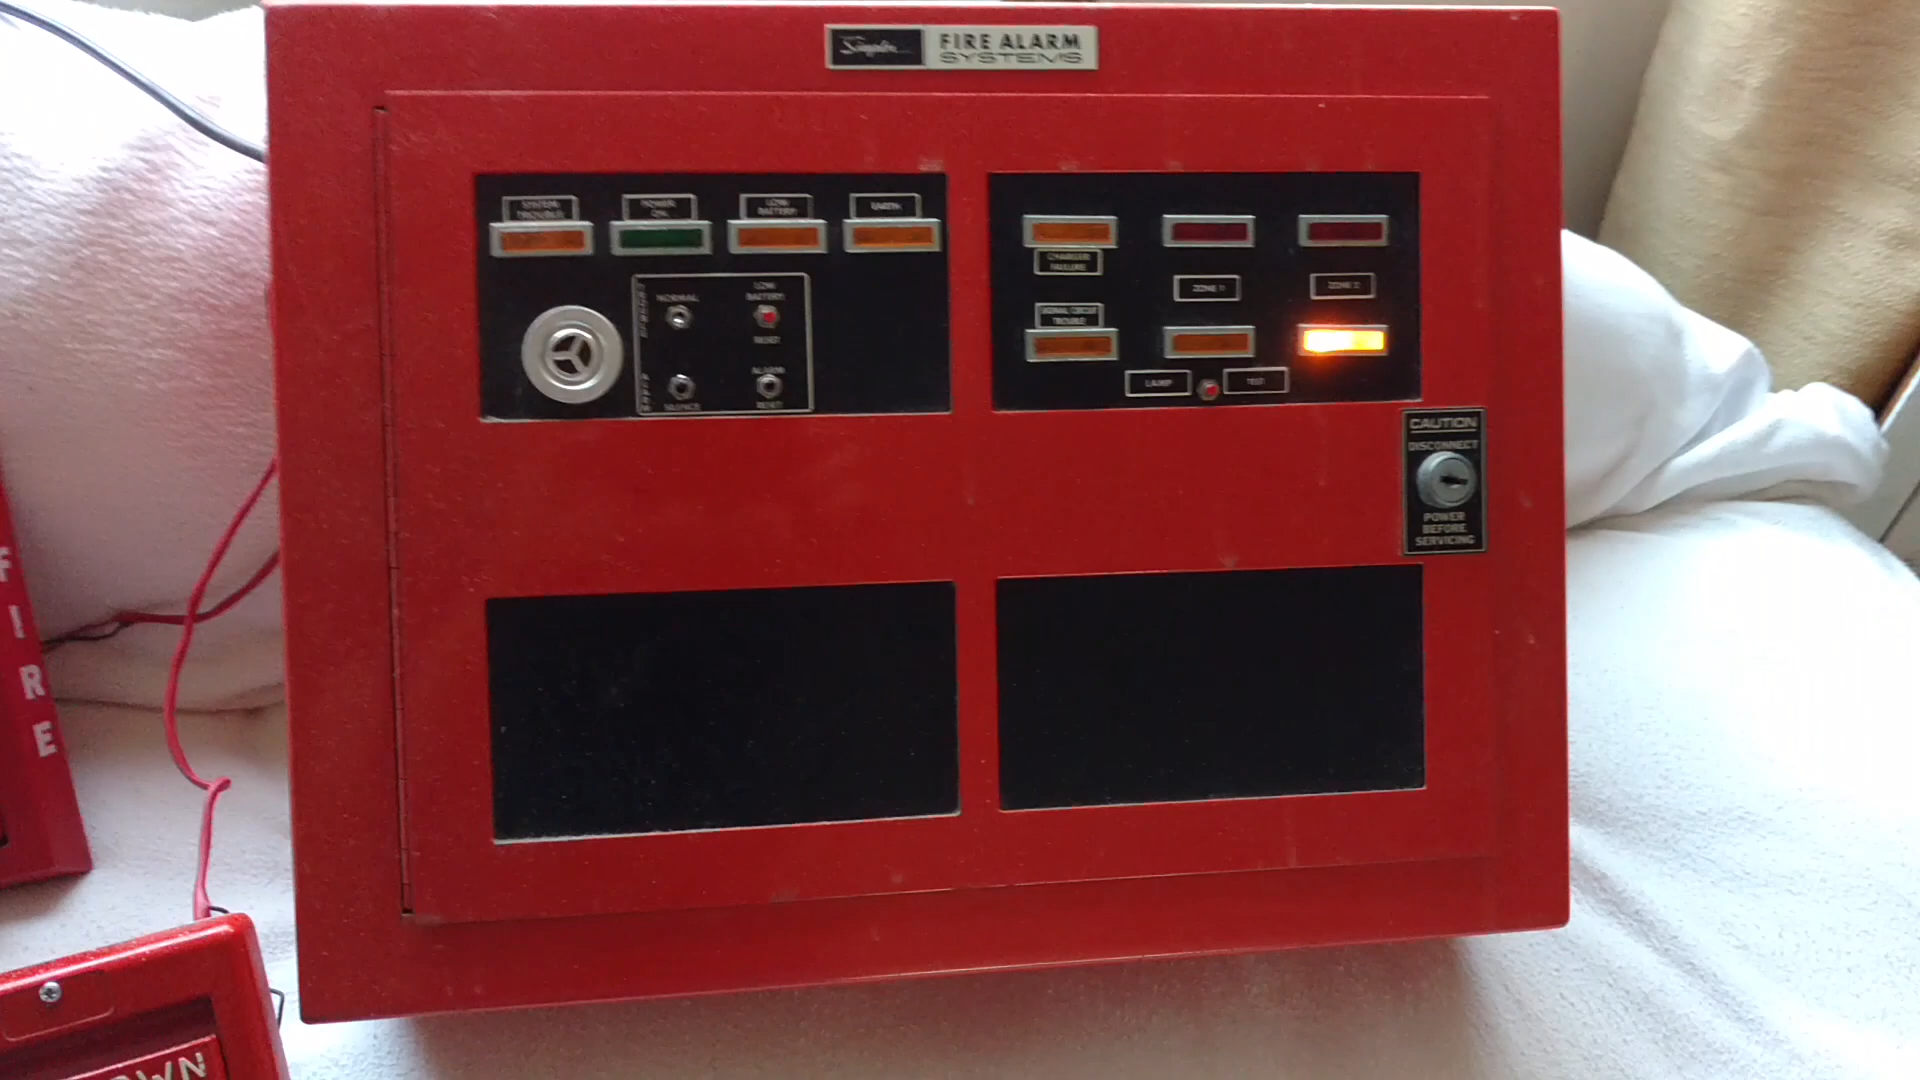 Simplex
FIRE ALARM
SYSTEMS
SYSTEM
TROUBLE
POWER
ON
LOW
BATTERY
EARTH
NORMAL
LOW
BATTERY
RESET
SILENCE
ALARM
RESET
CHARGER
FAILURE
ZONE 1
ZONE 2
SIGNAL CIRCUIT
TROUBLE
LAMP
TEST
CAUTION
DISCONNECT
POWER
BEFORE
SERVICING
FIRE